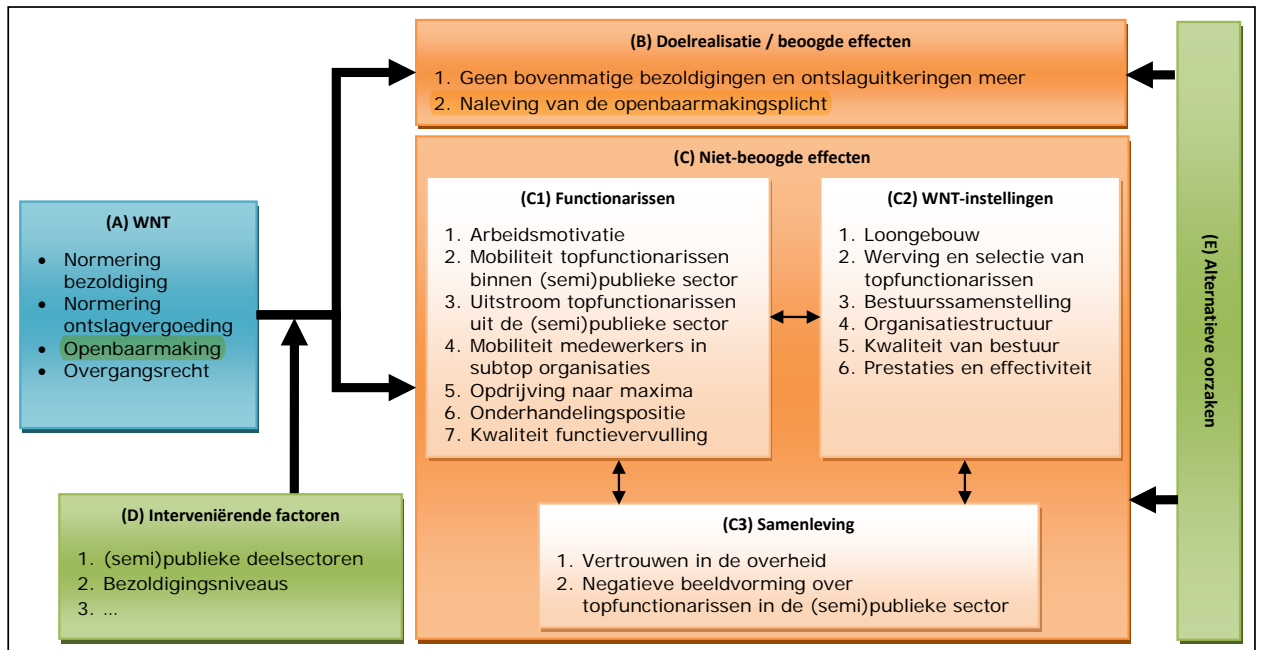 (B) Doelrealisatie / beoogde effecten
1. Geen bovenmatige bezoldigingen en ontslaguitkeringen meer
2. Naleving van de openbaarmakingsplicht
(C) Niet-beoogde effecten
(A) WNT
• Normering
bezoldiging
• Normering
ontslagvergoeding
• Openbaarmaking
• Overgangsrecht
(C1) Functionarissen
1. Arbeidsmotivatie
2. Mobiliteit topfunctionarissen
binnen (semi)publieke sector
3. Uitstroom topfunctionarissen
uit de (semi)publieke sector
4. Mobiliteit medewerkers in
subtop organisaties
5. Opdrijving naar maxima
6. Onderhandelingspositie
7. Kwaliteit functievervulling
(C2) WNT-instellingen
1. Loongebouw
2. Werving en selectie van
topfunctionarissen
3. Bestuurssamenstelling
4. Organisatiestructuur
5. Kwaliteit van bestuur
6. Prestaties en effectiviteit
(E) Alternatieve oorzaken
(D) Interveniërende factoren
1. (semi)publieke deelsectoren
2. Bezoldigingsniveaus
3. ...
(C3) Samenleving
1. Vertrouwen in de overheid
2. Negatieve beeldvorming over
topfunctionarissen in de (semi)publieke sector